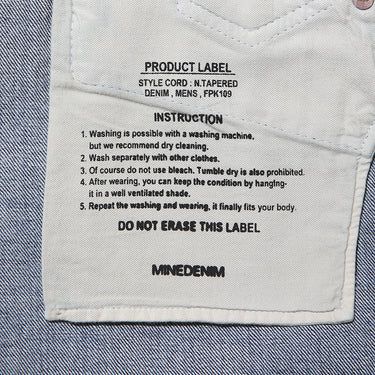 PRODUCT LABEL
STYLE CORD : N.TAPERED
DENIM , MENS , FPK109
INSTRUCTION
1. Washing is possible with a washing machine,
but we recommend dry cleaning.
2. Wash separately with other clothes.
3. Of course do not use bleach. Tumble dry is also prohibited.
4. After wearing, you can keep the condition by hanging-
it in a well ventilated shade.
5. Repeat the washing and wearing, it finally fits your body.
DO NOT ERASE THIS LABEL
MINEDENIM